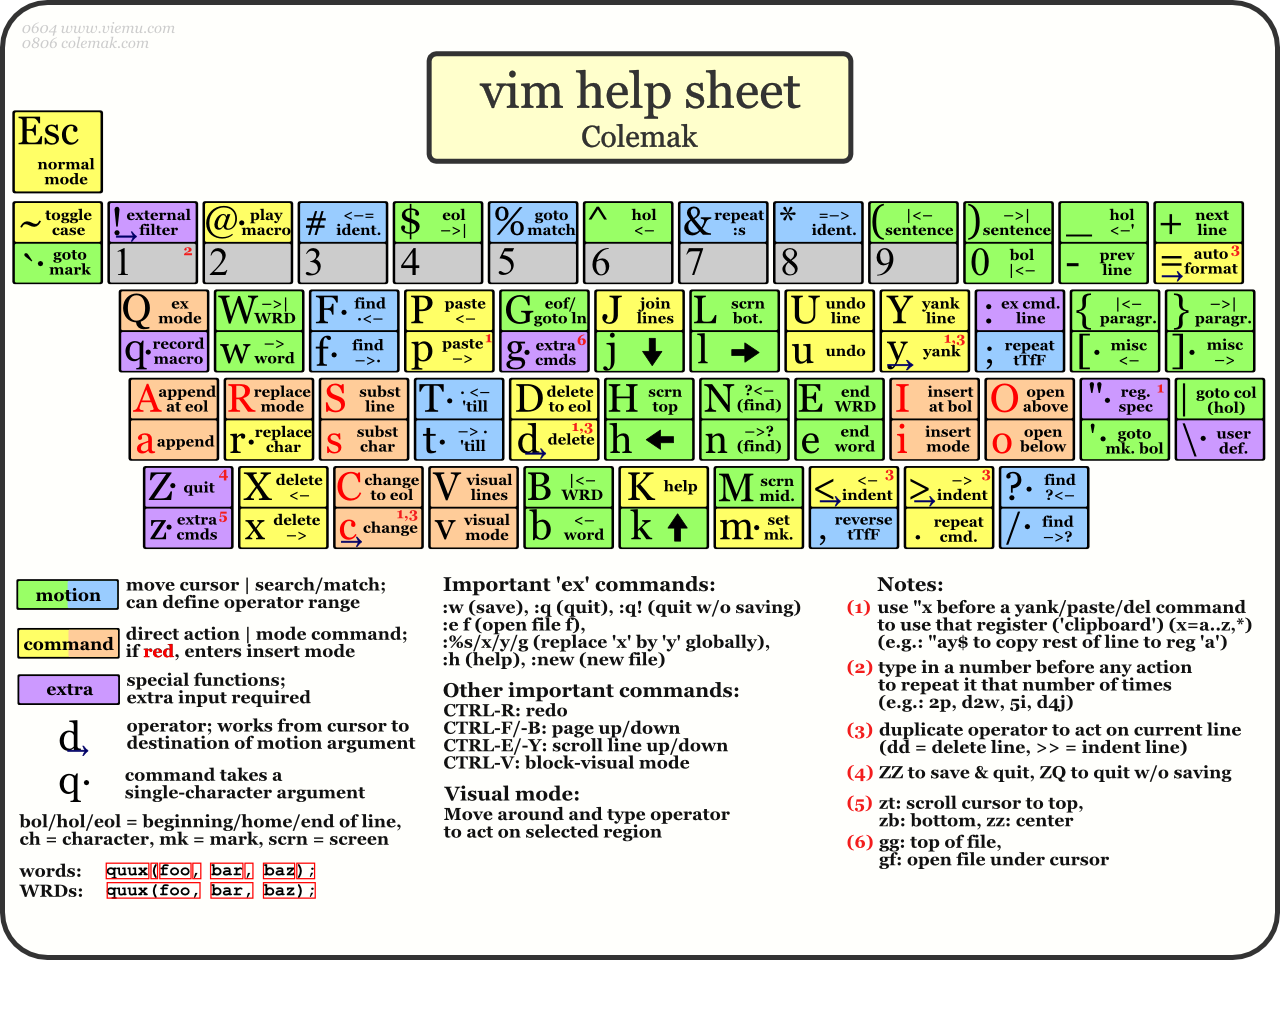 0604 www.viemu.com
0806 colemak.com
vim help sheet
Colemak
Esc
normal
mode
~ toggle case
! external filter
@· play macro
# <-= ident.
$ eol ->|
% goto match
^ hol <-
& repeat :s
* =-> ident.
( |<- sentence
) ->| sentence
_ hol <-'
+ next line
`· goto mark
1 2
2
3
4
5
6
7
8
9
0 bol |<-
- prev line
= auto format 3
Q ex mode
W ->| WRD
F· find ·<-
P paste <-
G eof/ goto ln
J join lines
L scrn bot.
U undo line
Y yank line
: ex cmd. line
{ |<- paragr.
} ->| paragr.
q· record macro
w -> word
f· find ->·
p paste -> 1
g· extra cmds 6
j
l
u undo
y yank 1,3
; repeat tTfF
[· misc <-
]· misc ->
A append at eol
R replace mode
S subst line
T· ·<- 'till
D delete to eol
H scrn top
N ?<- (find)
E end WRD
I insert at bol
O open above
"· reg. spec 1
| goto col (hol)
a append
r· replace char
s subst char
t· ->· 'till
d delete 1,3
h
n ->? (find)
e end word
i insert mode
o open below
'· goto mk. bol
\· user def.
Z· quit 4
X delete <-
C change to eol
V visual lines
B |<- WRD
K help
M scrn mid.
< <- indent 3
> -> indent 3
?· find ?<-
z· extra cmds 5
x delete ->
c change 1,3
v visual mode
b <- word
k
m· set mk.
, reverse tTfF
. repeat cmd.
/· find ->?
motion
move cursor | search/match;
can define operator range
command
direct action | mode command;
if red, enters insert mode
extra
special functions;
extra input required
d
operator; works from cursor to
destination of motion argument
q·
command takes a
single-character argument
bol/hol/eol = beginning/home/end of line,
ch = character, mk = mark, scrn = screen
words: quux(foo, bar, baz);
WRDs: quux(foo, bar, baz);
Important 'ex' commands:
:w (save), :q (quit), :q! (quit w/o saving)
:e f (open file f),
:%s/x/y/g (replace 'x' by 'y' globally),
:h (help), :new (new file)
Other important commands:
CTRL-R: redo
CTRL-F/-B: page up/down
CTRL-E/-Y: scroll line up/down
CTRL-V: block-visual mode
Visual mode:
Move around and type operator
to act on selected region
Notes:
(1) use "x before a yank/paste/del command
to use that register ('clipboard') (x=a..z,*)
(e.g.: "ay$ to copy rest of line to reg 'a')
(2) type in a number before any action
to repeat it that number of times
(e.g.: 2p, d2w, 5i, d4j)
(3) duplicate operator to act on current line
(dd = delete line, >> = indent line)
(4) ZZ to save & quit, ZQ to quit w/o saving
(5) zt: scroll cursor to top,
zb: bottom, zz: center
(6) gg: top of file,
gf: open file under cursor